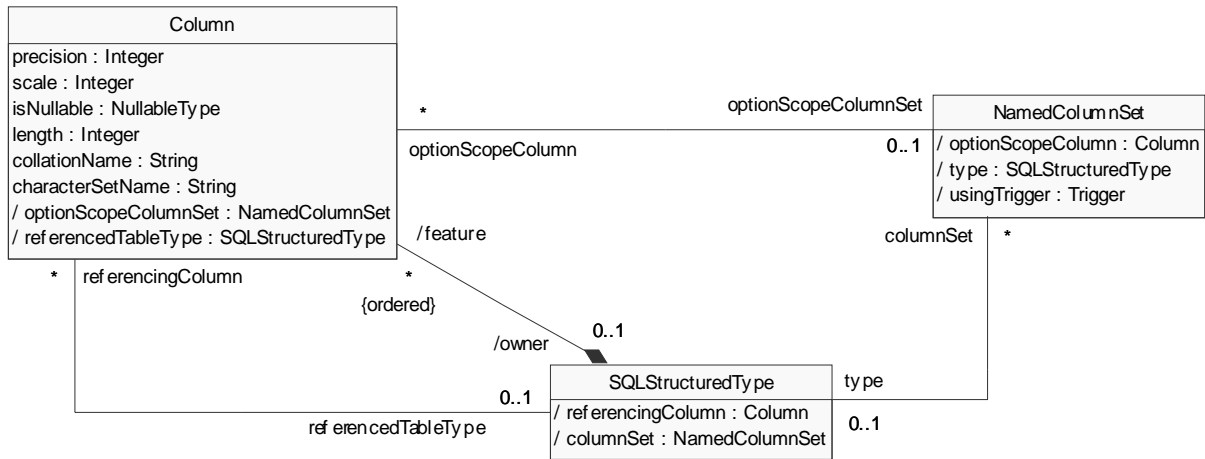 Column
precision : Integer
scale : Integer
isNullable : NullableType
length : Integer
collationName : String
characterSetName : String
/ optionScopeColumnSet : NamedColumnSet
/ referencedTableType : SQLStructuredType
*
optionScopeColumnSet
optionScopeColumn
0..1
NamedColumnSet
/ optionScopeColumn : Column
/ type : SQLStructuredType
/ usingTrigger : Trigger
/feature
columnSet
*
*
referencingColumn
*
{ordered}
0..1
/owner
SQLStructuredType
/ referencingColumn : Column
/ columnSet : NamedColumnSet
type
0..1
0..1
referencedTableType